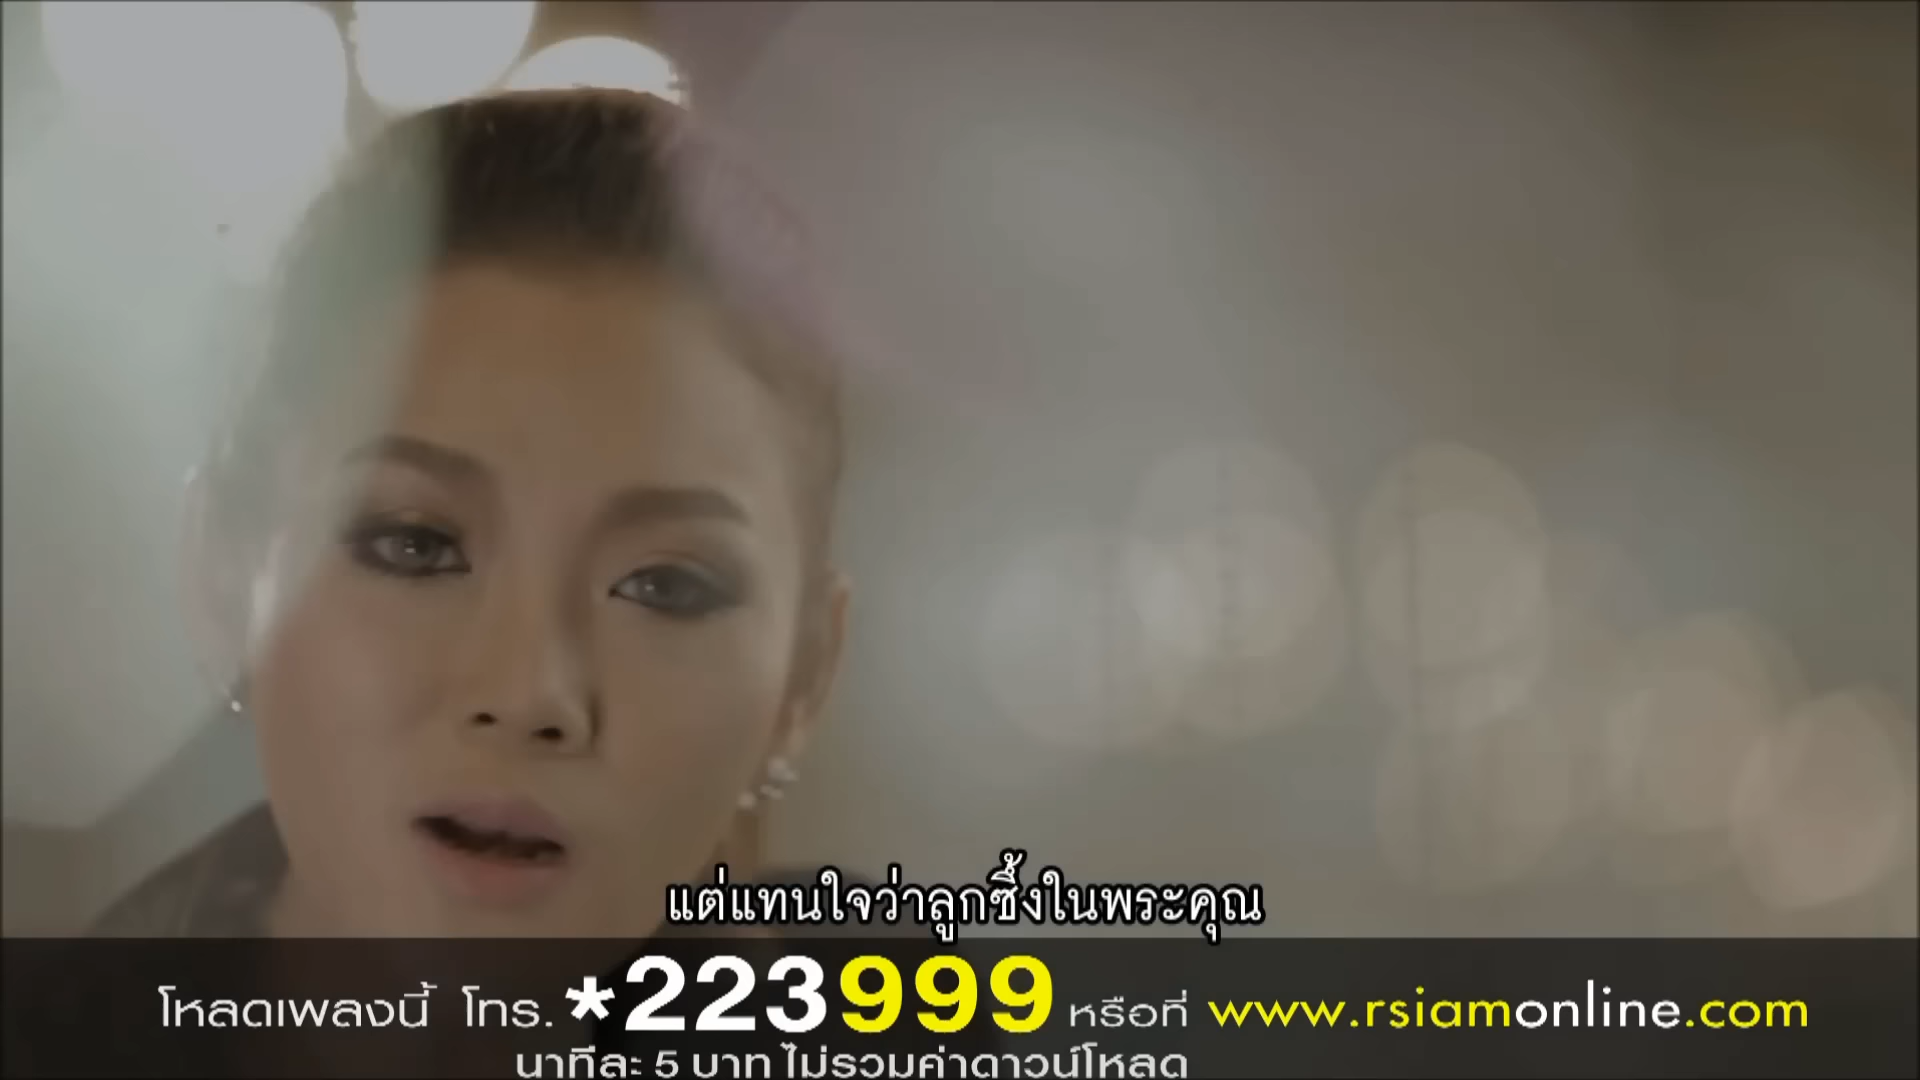 แต่แทนใจว่าลูกซึ้งในพระคุณ
โหลดเพลงนี้ โทร. *223999 หรือที่ www.rsiamonline.com
นาทีละ 5 บาท ไม่รวมค่าดาวน์โหลด